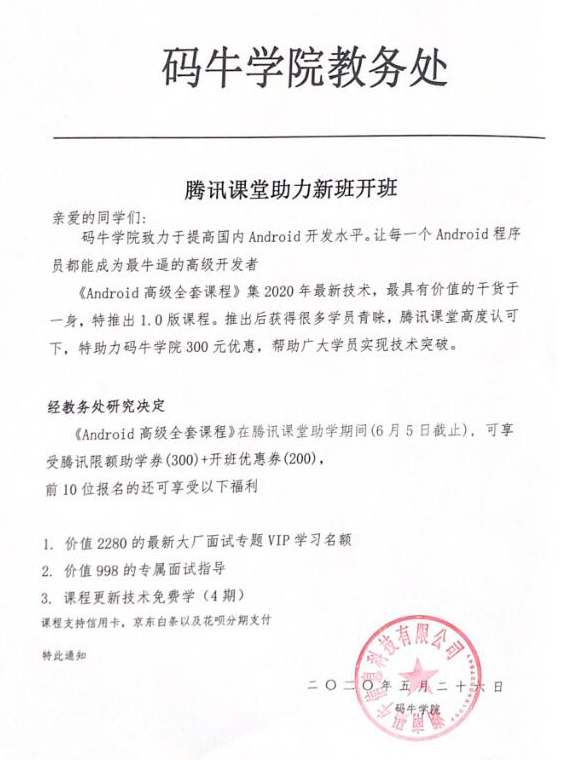 码牛学院教务处
腾讯课堂助力新班开班
亲爱的同学们:
码牛学院致力于提高国内 Android 开发水平。让每一个 Android 程序
员都能成为最牛逼的高级开发者
《Android 高级全套课程》集 2020 年最新技术，最具有价值的干货于
一身，特推出 1.0 版课程。推出后获得很多学员青睐，腾讯课堂高度认可
下，特助力码牛学院 300 元优惠，帮助广大学员实现技术突破。
经教务处研究决定
《Android 高级全套课程》在腾讯课堂助学期间(6 月 5 日截止)，可享
受腾讯限额助学券(300)+开班优惠券(200)，
前 10 位报名的还可享受以下福利
1. 价值 2280 的最新大厂面试专题 VIP 学习名额
2. 价值 998 的专属面试指导
3. 课程更新技术免费学（4 期）
课程支持信用卡，京东白条以及花呗分期支付
特此通知
二〇二〇年五月二十六日
码牛学院
湖南码牛信息科技有限公司